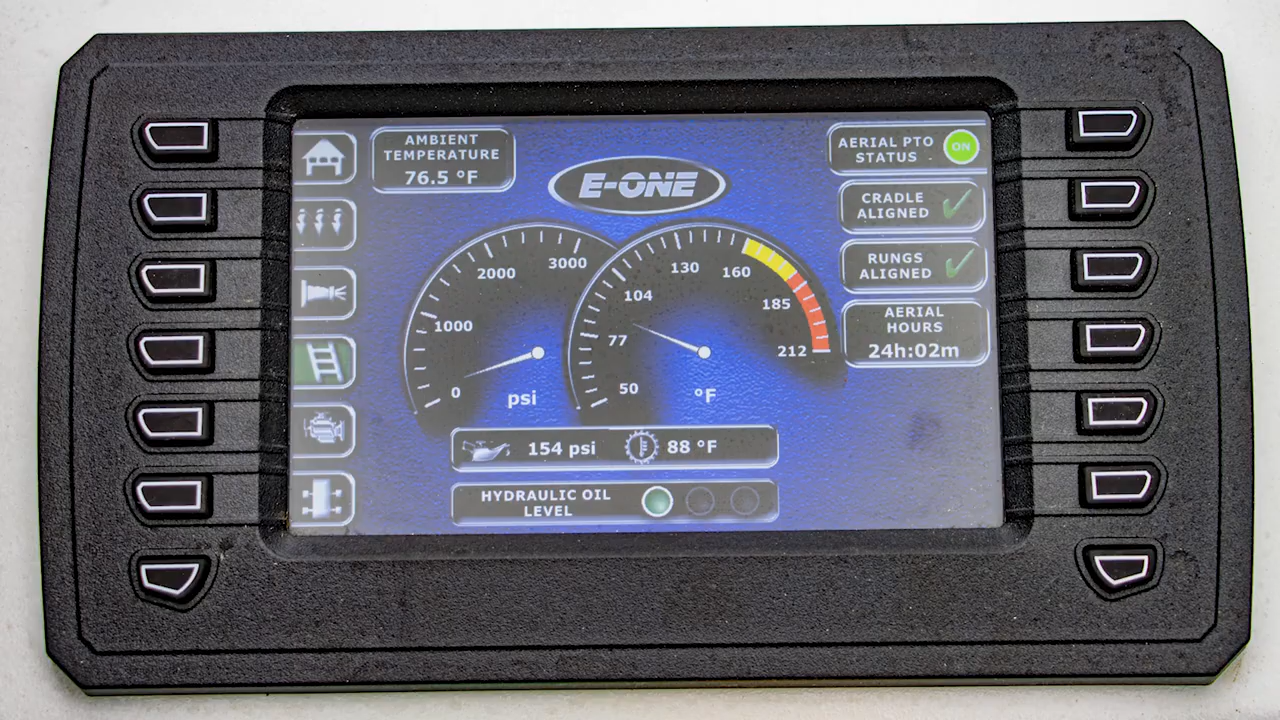 AMBIENT
TEMPERATURE
76.5 °F
E-ONE
AERIAL PTO
STATUS
ON
CRADLE
ALIGNED
RUNGS
ALIGNED
AERIAL
HOURS
24h:02m
0
1000
2000
3000
psi
50
77
104
130
160
185
212
°F
154 psi
88 °F
HYDRAULIC OIL
LEVEL